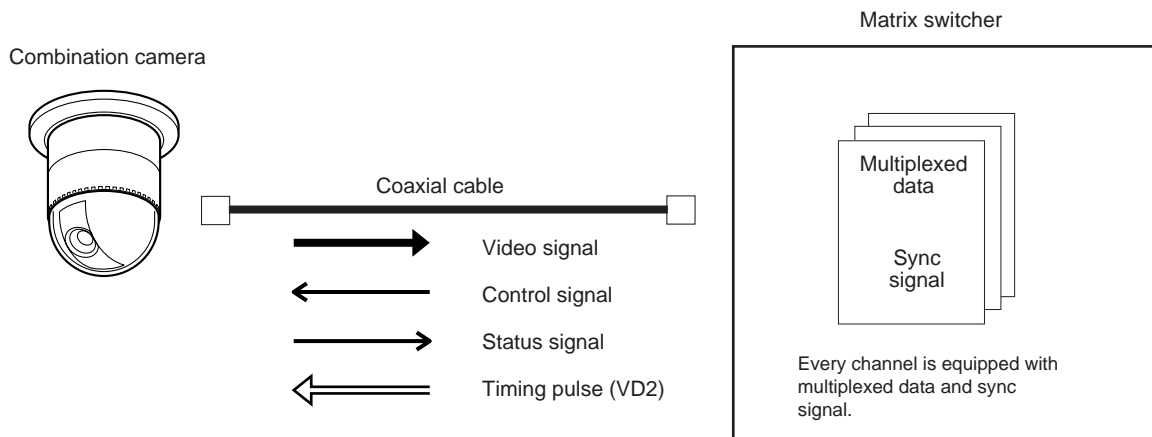 Matrix switcher
Combination camera
Coaxial cable
Video signal
Control signal
Status signal
Timing pulse (VD2)
Multiplexed
data
Sync
signal
Every channel is equipped with
multiplexed data and sync
signal.